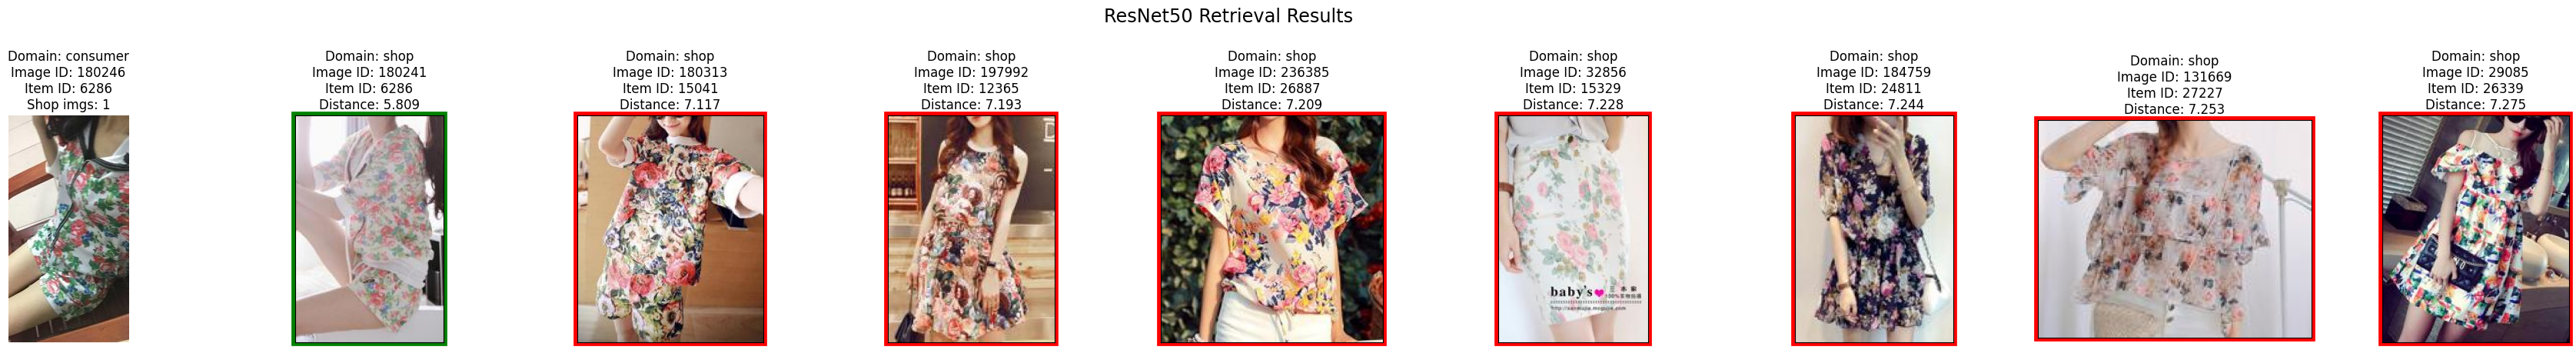 ResNet50 Retrieval Results
Domain: consumer
Image ID: 180246
Item ID: 6286
Shop imgs: 1
Domain: shop
Image ID: 180241
Item ID: 6286
Distance: 5.809
Domain: shop
Image ID: 180313
Item ID: 15041
Distance: 7.117
Domain: shop
Image ID: 197992
Item ID: 12365
Distance: 7.193
Domain: shop
Image ID: 236385
Item ID: 26887
Distance: 7.209
Domain: shop
Image ID: 32856
Item ID: 15329
Distance: 7.228
Domain: shop
Image ID: 184759
Item ID: 24811
Distance: 7.244
Domain: shop
Image ID: 131669
Item ID: 27227
Distance: 7.253
Domain: shop
Image ID: 29085
Item ID: 26339
Distance: 7.275
baby's